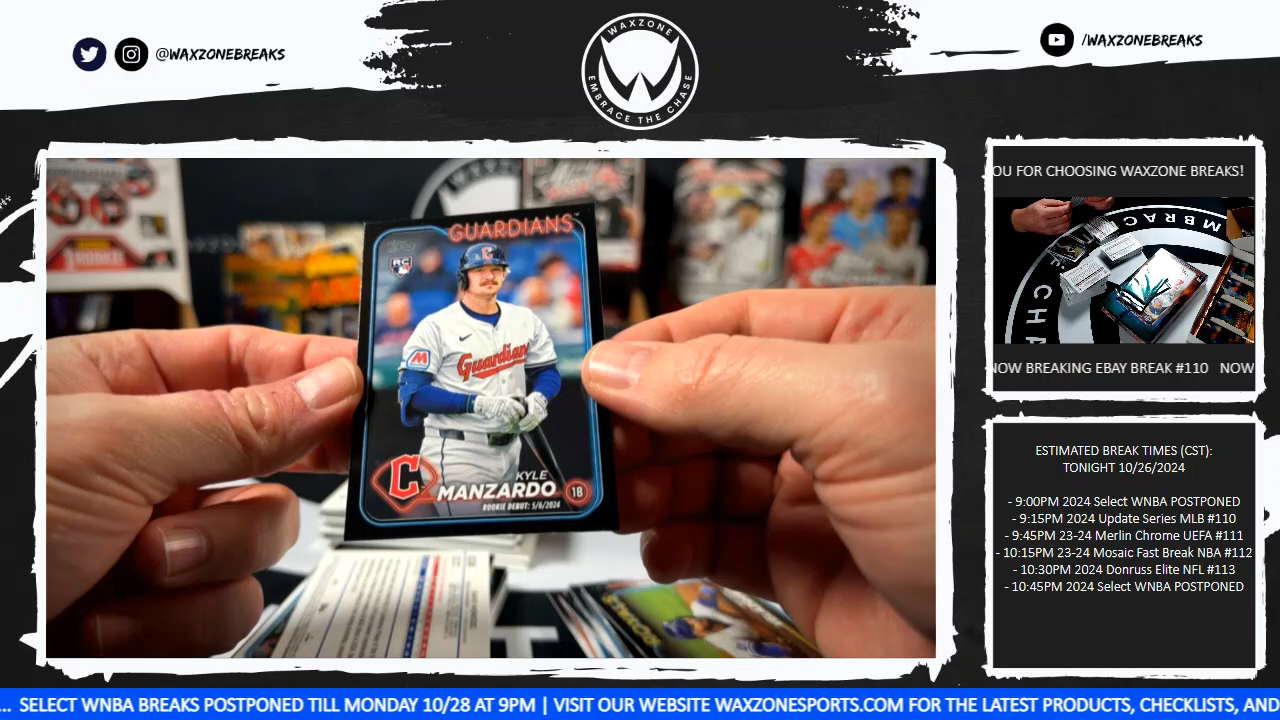 @WAXZONEBREAKS
WAXZONE
EMBRACE THE CHASE
/WAXZONEBREAKS
GUARDIANS
RC
Guardian
KYLE
MANZARDO
1B
ROOKIE DEBUT: 5/6/2024
OU FOR CHOOSING WAXZONE BREAKS!
MBRAC
CHA
NOW BREAKING EBAY BREAK #110 NOW
ESTIMATED BREAK TIMES (CST):
TONIGHT 10/26/2024
- 9:00PM 2024 Select WNBA POSTPONED
- 9:15PM 2024 Update Series MLB #110
- 9:45PM 23-24 Merlin Chrome UEFA #111
- 10:15PM 23-24 Mosaic Fast Break NBA #112
- 10:30PM 2024 Donruss Elite NFL #113
- 10:45PM 2024 Select WNBA POSTPONED
... SELECT WNBA BREAKS POSTPONED TILL MONDAY 10/28 AT 9PM | VISIT OUR WEBSITE WAXZONESPORTS.COM FOR THE LATEST PRODUCTS, CHECKLISTS, AND